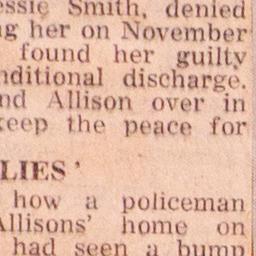 essie Smith, denied
ng her on November
found her guilty
nditional discharge.
nd Allison over in
keep the peace for
LIES '
how a policeman
Allisons' home on
had seen a bump